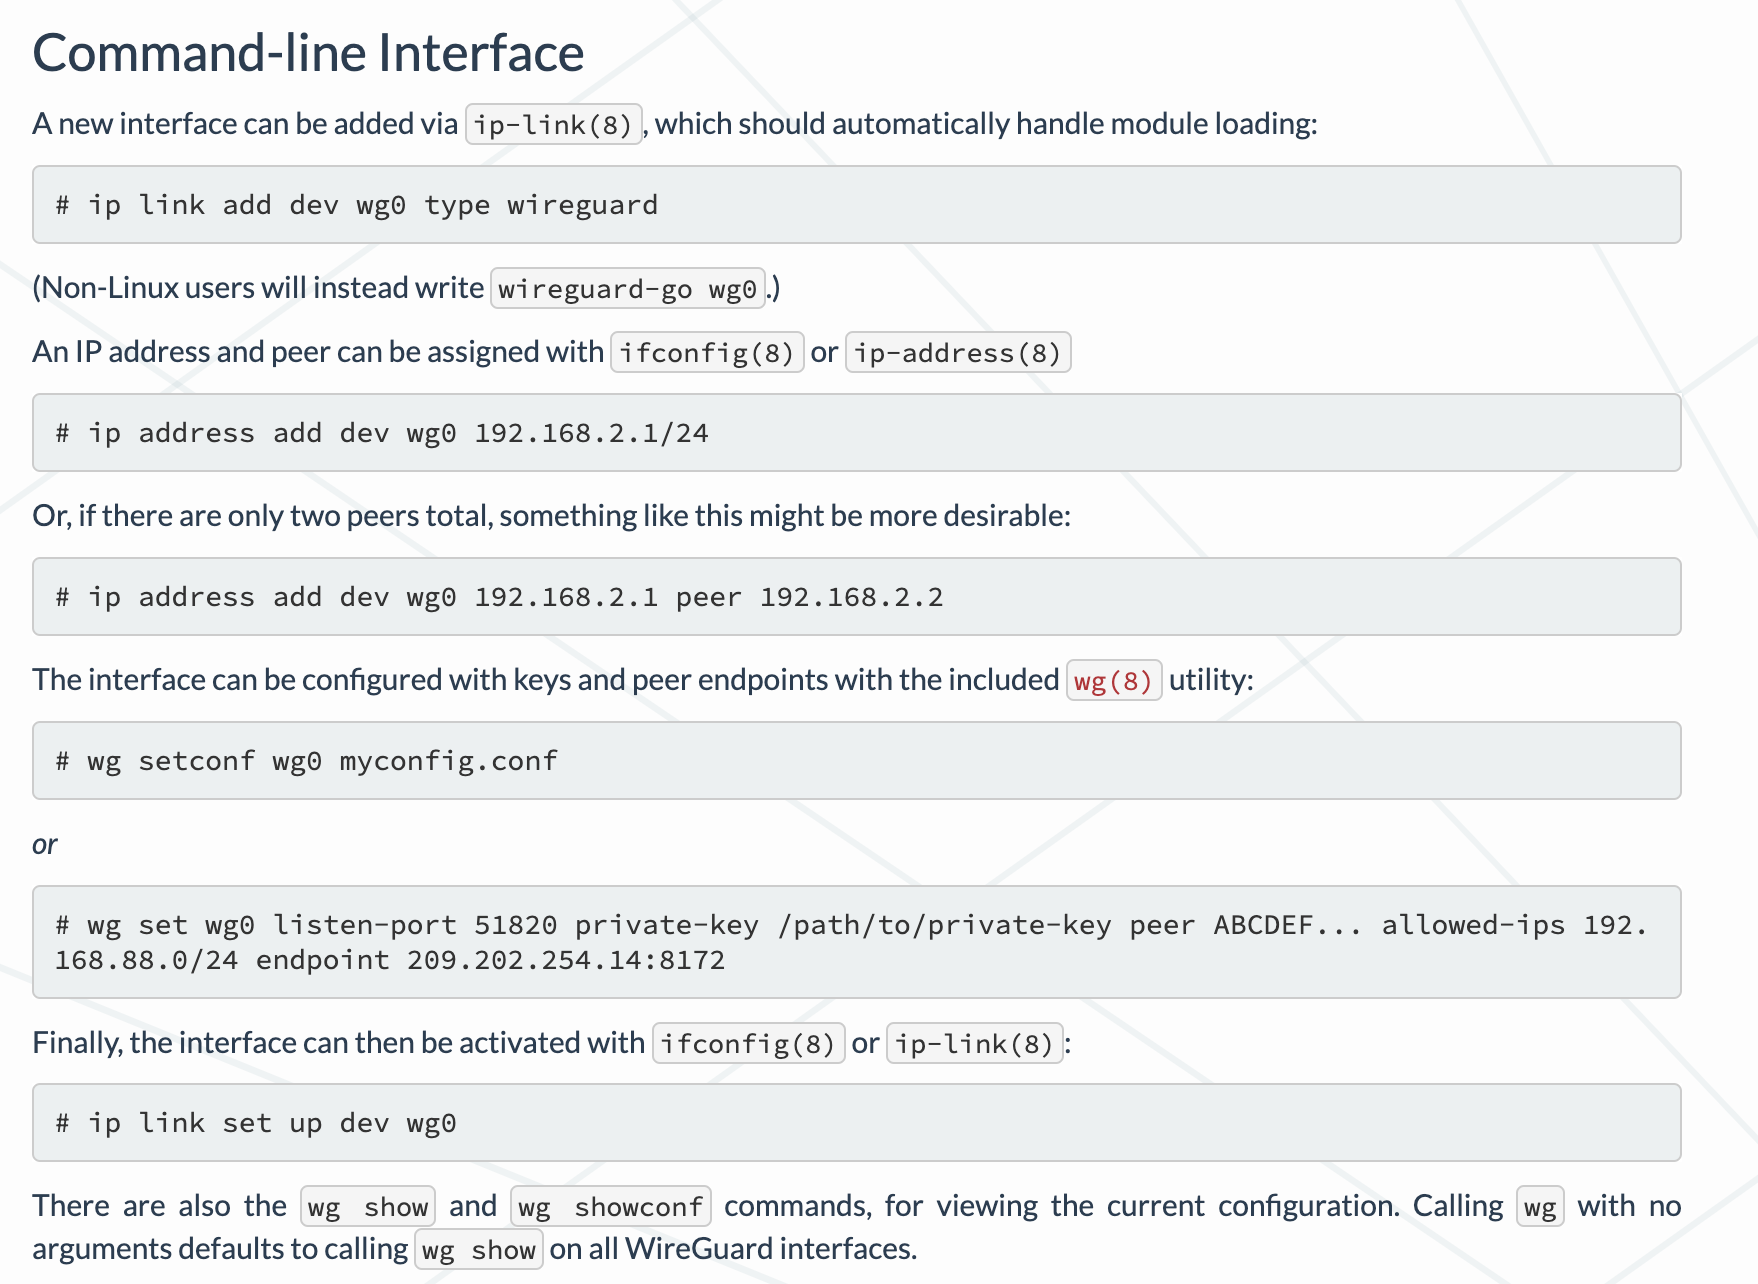 Command-line Interface
A new interface can be added via ip-link(8), which should automatically handle module loading:
# ip link add dev wg0 type wireguard
(Non-Linux users will instead write wireguard-go wg0.)
An IP address and peer can be assigned with ifconfig(8) or ip-address(8)
# ip address add dev wg0 192.168.2.1/24
Or, if there are only two peers total, something like this might be more desirable:
# ip address add dev wg0 192.168.2.1 peer 192.168.2.2
The interface can be configured with keys and peer endpoints with the included wg(8) utility:
# wg setconf wg0 myconfig.conf
or
# wg set wg0 listen-port 51820 private-key /path/to/private-key peer ABCDEF... allowed-ips 192.
168.88.0/24 endpoint 209.202.254.14:8172
Finally, the interface can then be activated with ifconfig(8) or ip-link(8):
# ip link set up dev wg0
There are also the wg show and wg showconf commands, for viewing the current configuration. Calling wg with no
arguments defaults to calling wg show on all WireGuard interfaces.